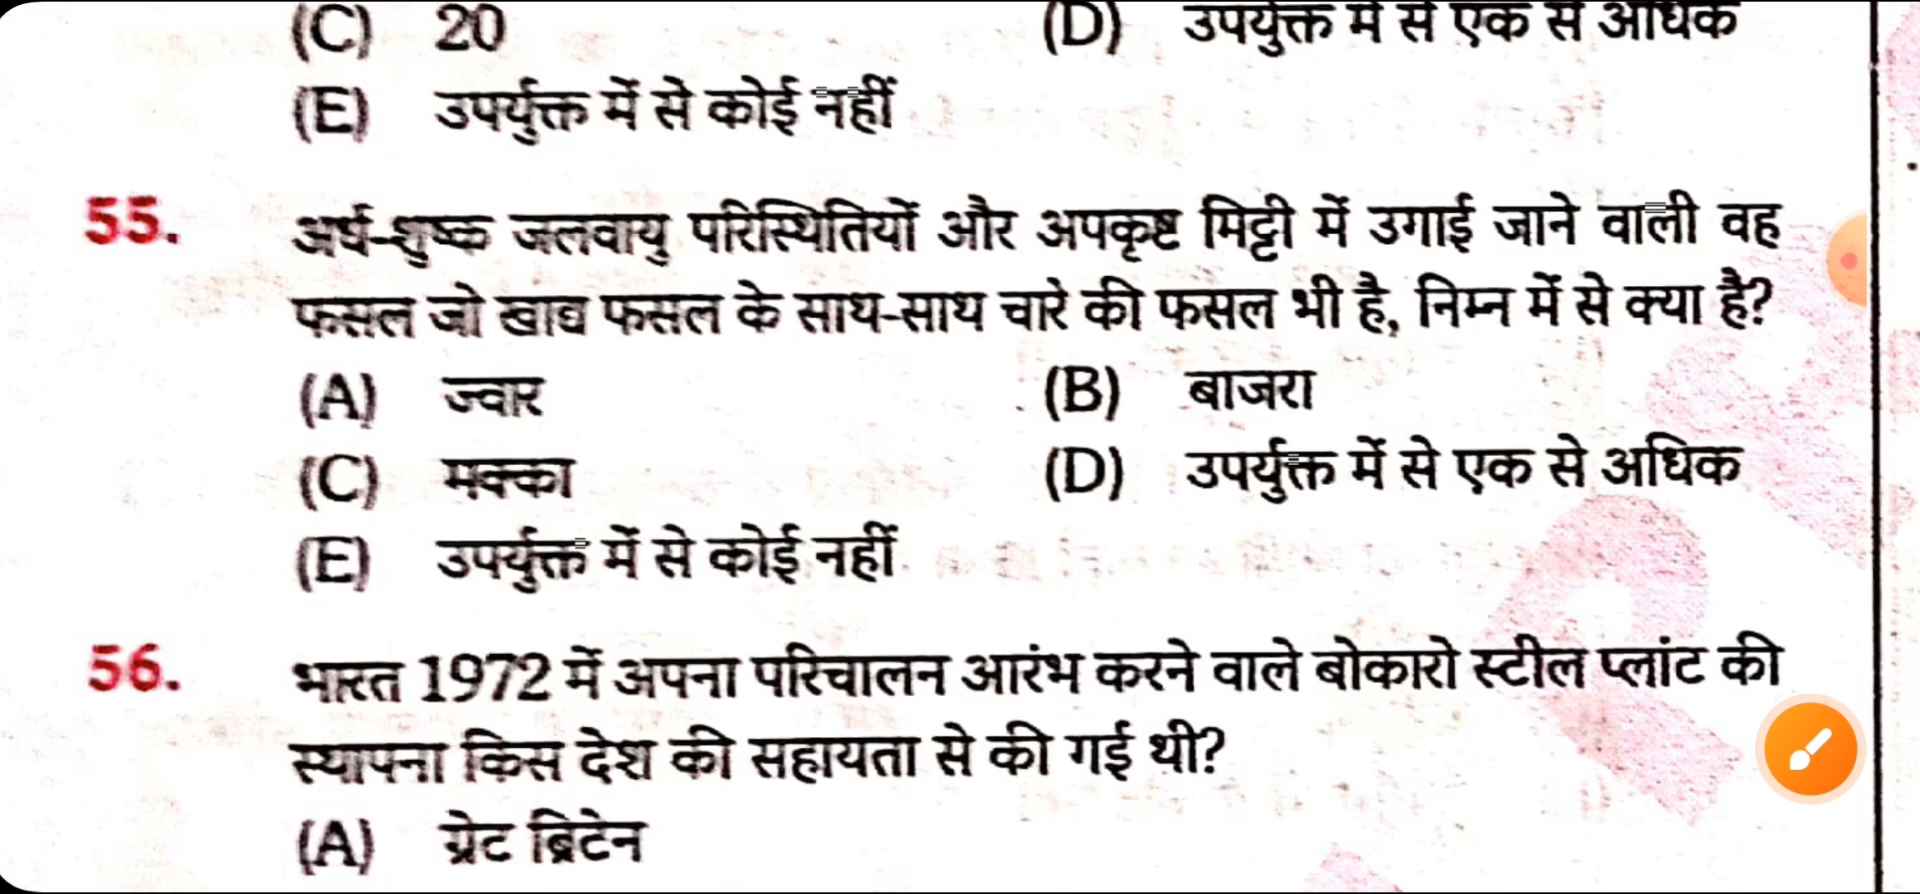 (C) 20 (D) उपर्युक्त में से एक से अधिक
(E) उपर्युक्त में से कोई नहीं
55. अर्ध-शुष्क जलवायु परिस्थितियों और अपकृष्ट मिट्टी में उगाई जाने वाली वह
फसल जो खाद्य फसल के साथ-साथ चारे की फसल भी है, निम्न में से क्या है?
(A) ज्वार (B) बाजरा
(C) मक्का (D) उपर्युक्त में से एक से अधिक
(E) उपर्युक्त में से कोई नहीं
56. भारत 1972 में अपना परिचालन आरंभ करने वाले बोकारो स्टील प्लांट की
स्थापना किस देश की सहायता से की गई थी?
(A) ग्रेट ब्रिटेन